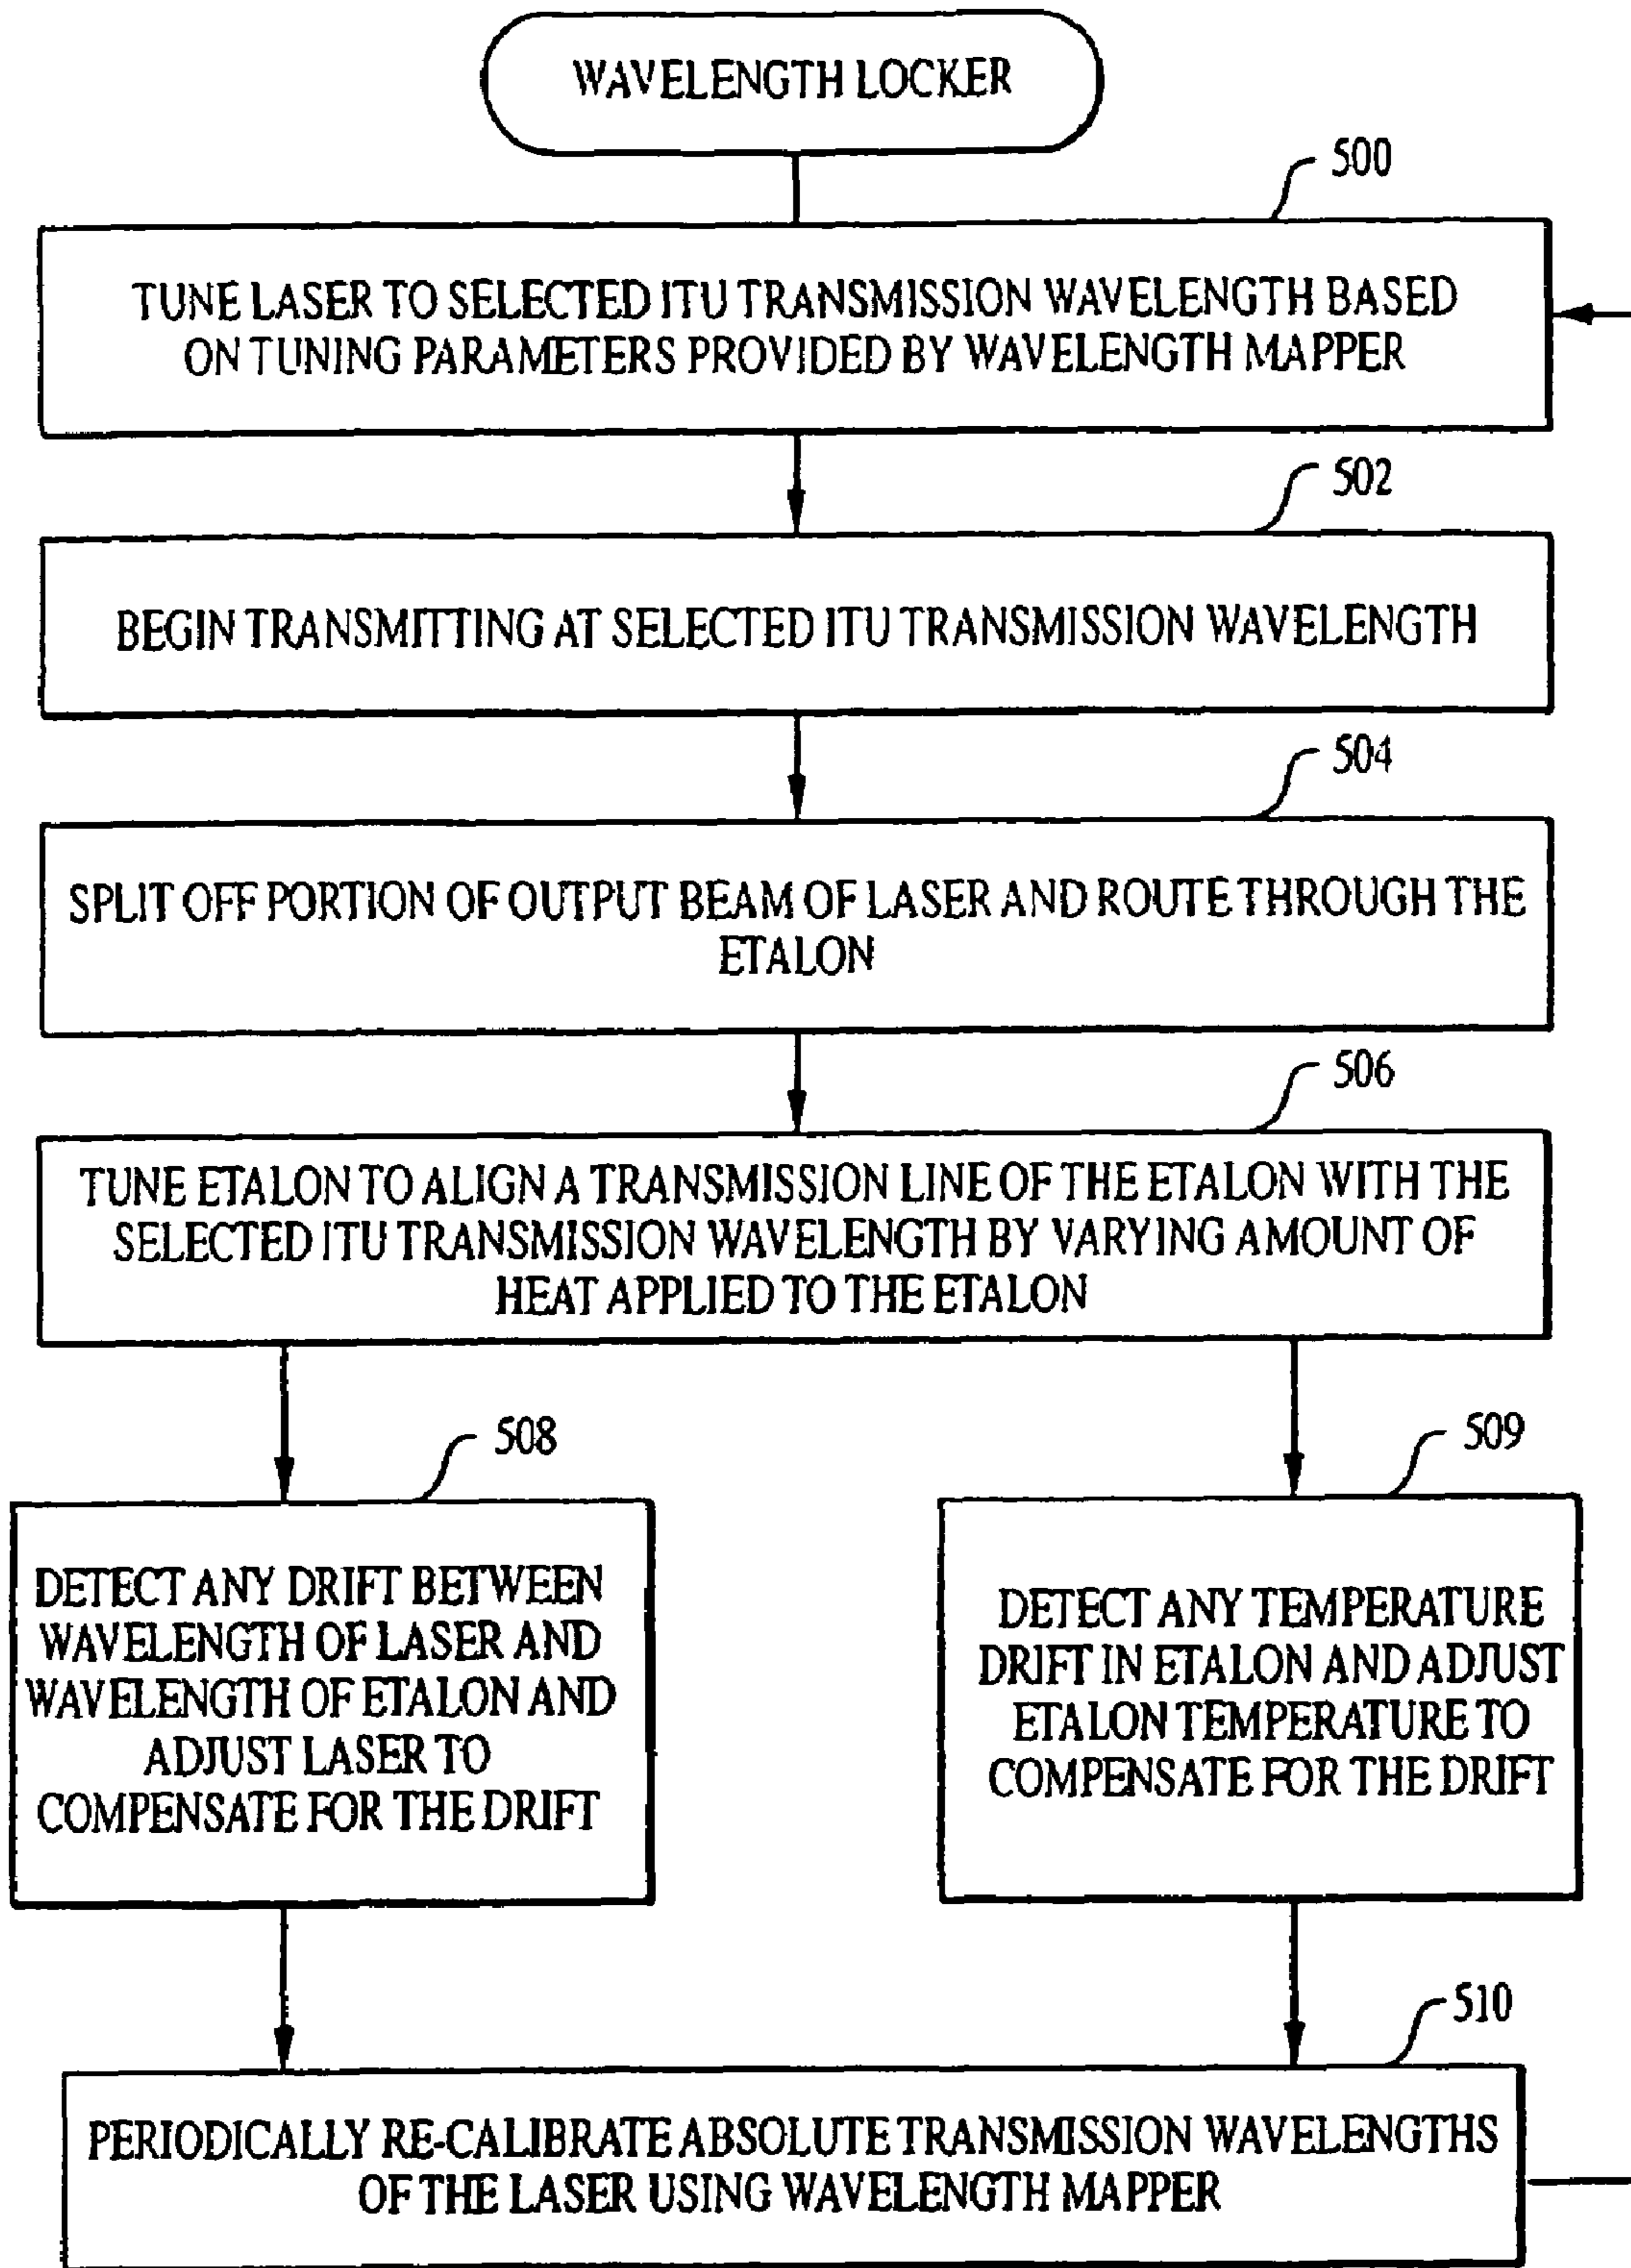 WAVELENGTH LOCKER
500
TUNE LASER TO SELECTED ITU TRANSMISSION WAVELENGTH BASED
ON TUNING PARAMETERS PROVIDED BY WAVELENGTH MAPPER
502
BEGIN TRANSMITTING AT SELECTED ITU TRANSMISSION WAVELENGTH
504
SPLIT OFF PORTION OF OUTPUT BEAM OF LASER AND ROUTE THROUGH THE
ETALON
506
TUNE ETALON TO ALIGN A TRANSMISSION LINE OF THE ETALON WITH THE
SELECTED ITU TRANSMISSION WAVELENGTH BY VARYING AMOUNT OF
HEAT APPLIED TO THE ETALON
508
DETECT ANY DRIFT BETWEEN
WAVELENGTH OF LASER AND
WAVELENGTH OF ETALON AND
ADJUST LASER TO
COMPENSATE FOR THE DRIFT
509
DETECT ANY TEMPERATURE
DRIFT IN ETALON AND ADJUST
ETALON TEMPERATURE TO
COMPENSATE FOR THE DRIFT
510
PERIODICALLY RE-CALIBRATE ABSOLUTE TRANSMISSION WAVELENGTHS
OF THE LASER USING WAVELENGTH MAPPER